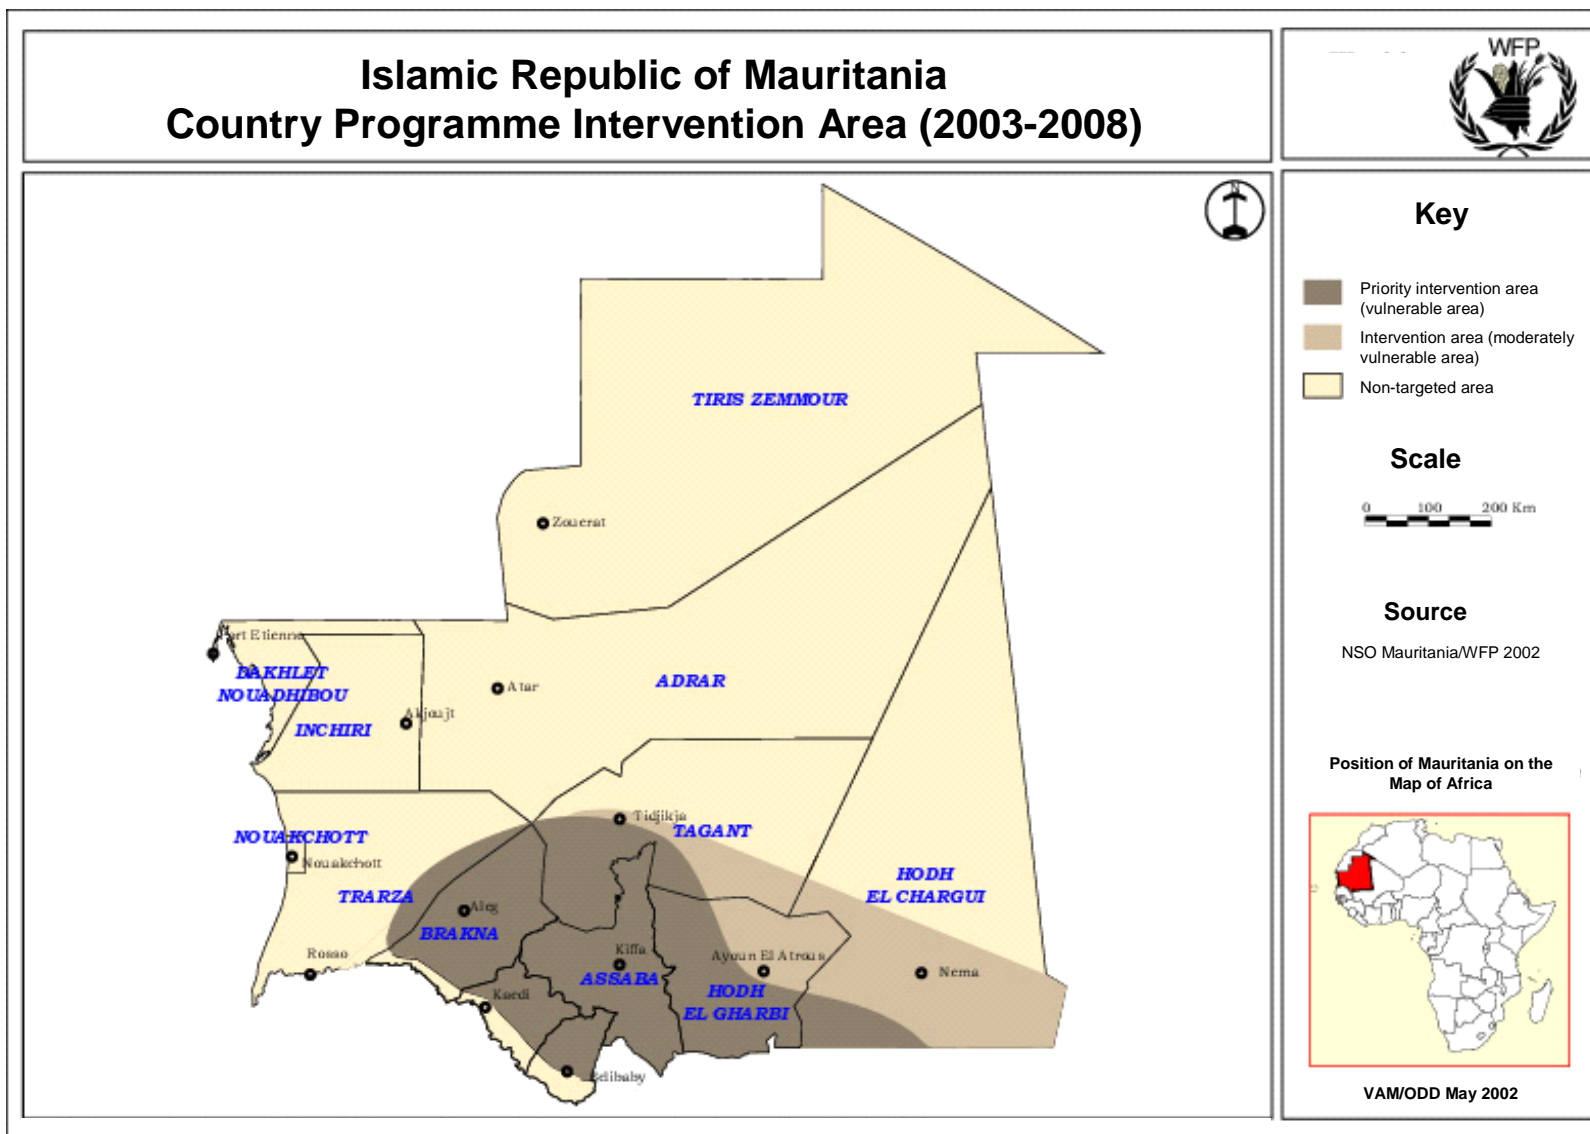 Islamic Republic of Mauritania
Country Programme Intervention Area (2003-2008)
WFP
N
Key
Priority intervention area
(vulnerable area)
Intervention area (moderately
vulnerable area)
Non-targeted area
Scale
0 100 200 Km
Source
NSO Mauritania/WFP 2002
Position of Mauritania on the
Map of Africa
VAM/ODD May 2002
TIRIS ZEMMOUR
Zouerat
Port Etienne
DAKHLET
NOUADHIBOU
INCHIRI
Akjoujt
Atar
ADRAR
Tidjikja
TAGANT
NOUAKCHOTT
Nouakchott
TRARZA
HODH
EL CHARGUI
Aleg
BRAKNA
Rosso
Kiffa
ASSABA
Ayoun El Atrous
HODH
EL GHARBI
Nema
Kaedi
Selibaby